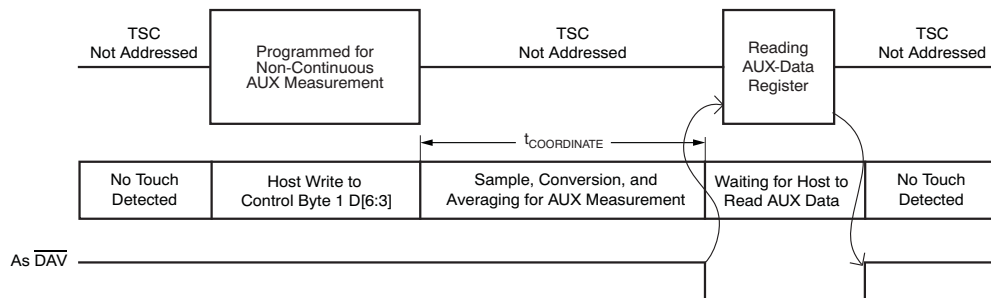 TSC
Not Addressed
Programmed for
Non-Continuous
AUX Measurement
TSC
Not Addressed
Reading
AUX-Data
Register
TSC
Not Addressed
tCOORDINATE
No Touch
Detected
Host Write to
Control Byte 1 D[6:3]
Sample, Conversion, and
Averaging for AUX Measurement
Waiting for Host to
Read AUX Data
No Touch
Detected
As DAV